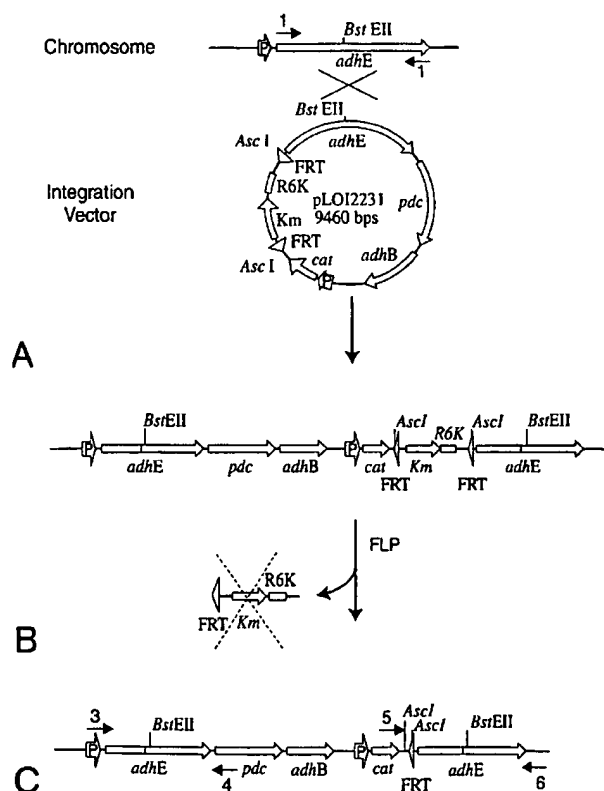 1
Bst EII
Chromosome
P
adhE
1
Bst EII
Asc I
adhE
FRT
R6K
Integration
Vector
pLOI2231
9460 bps
pdc
Km
FRT
adhB
Asc I
cat
P
A
BstEII
AscI
R6K
AscI
BstEII
P
P
adhE
pdc
adhB
cat
Km
adhE
FRT
FRT
FLP
R6K
FRT
Km
B
3
BstEII
5
AscI
AscI
BstEII
P
P
adhE
pdc
adhB
cat
adhE
C
4
FRT
6